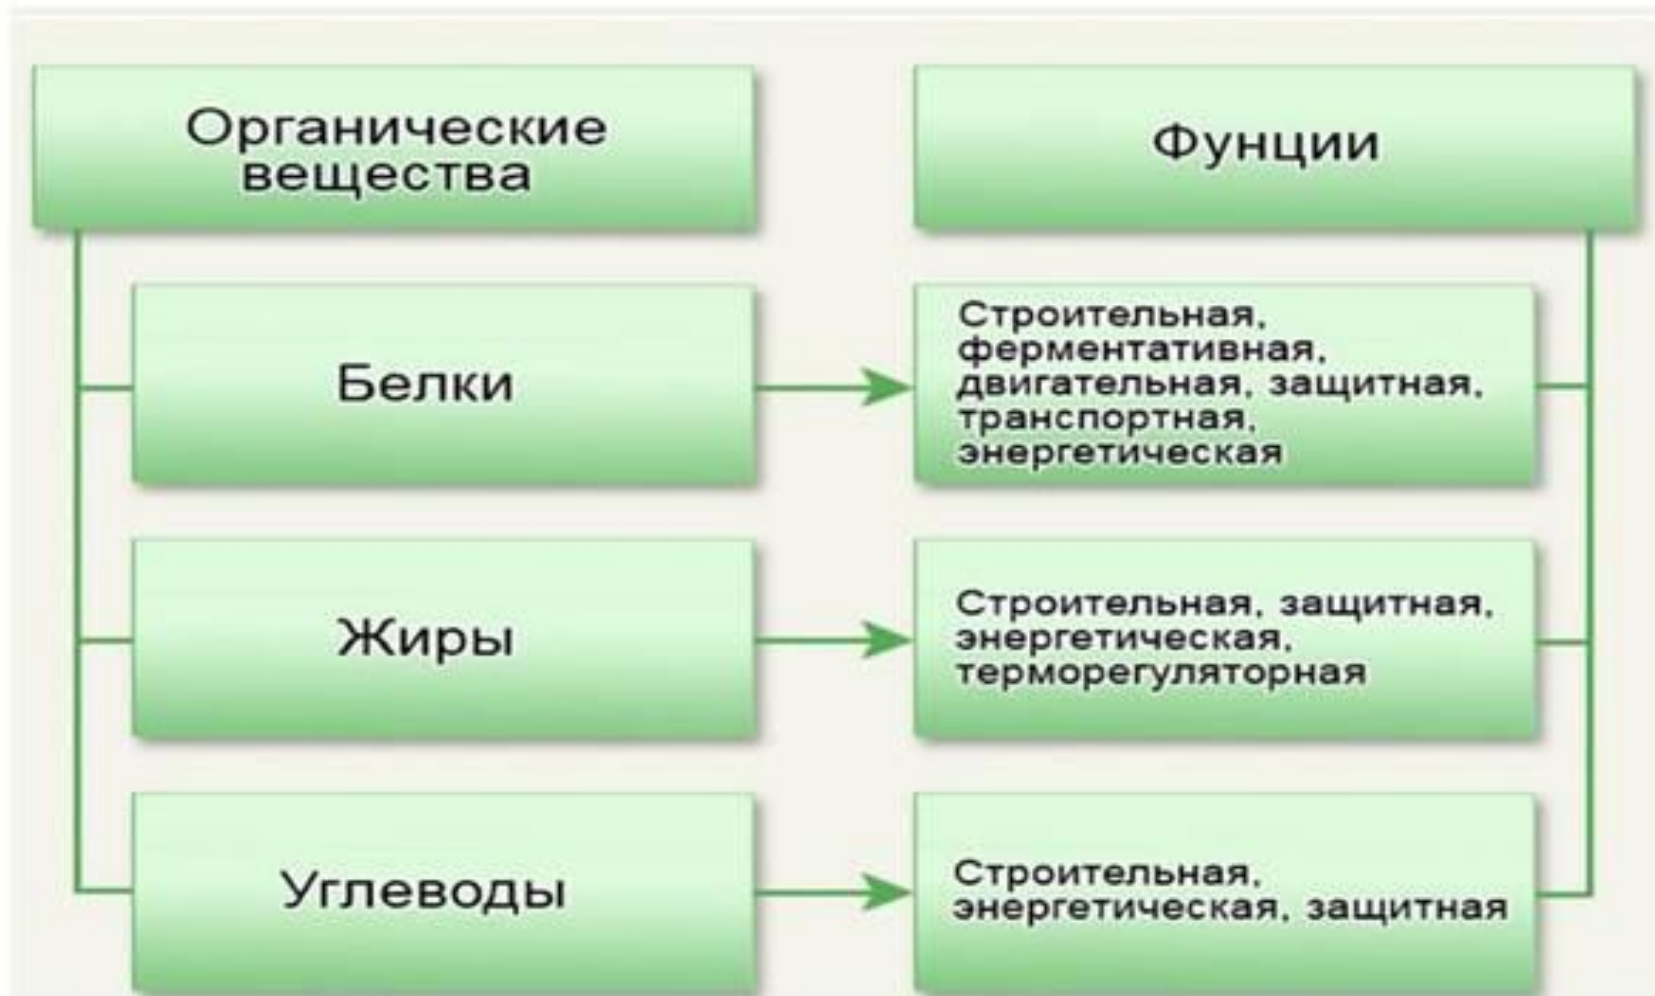 Органические
вещества
Фунции
Белки
Строительная,
ферментативная,
двигательная, защитная,
транспортная,
энергетическая
Жиры
Строительная, защитная,
энергетическая,
терморегуляторная
Углеводы
Строительная,
энергетическая, защитная